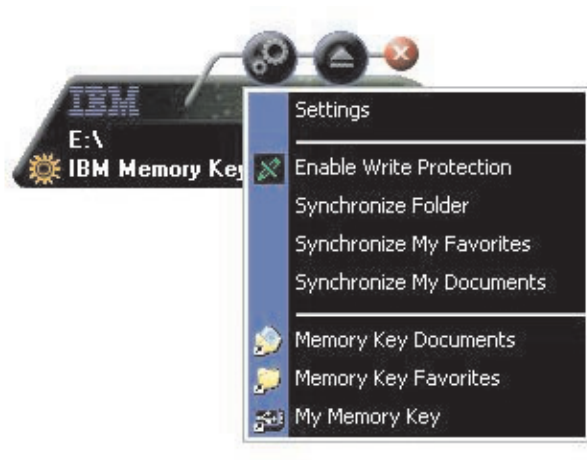 IBM
E:\
IBM Memory Key
Settings
Enable Write Protection
Synchronize Folder
Synchronize My Favorites
Synchronize My Documents
Memory Key Documents
Memory Key Favorites
My Memory Key